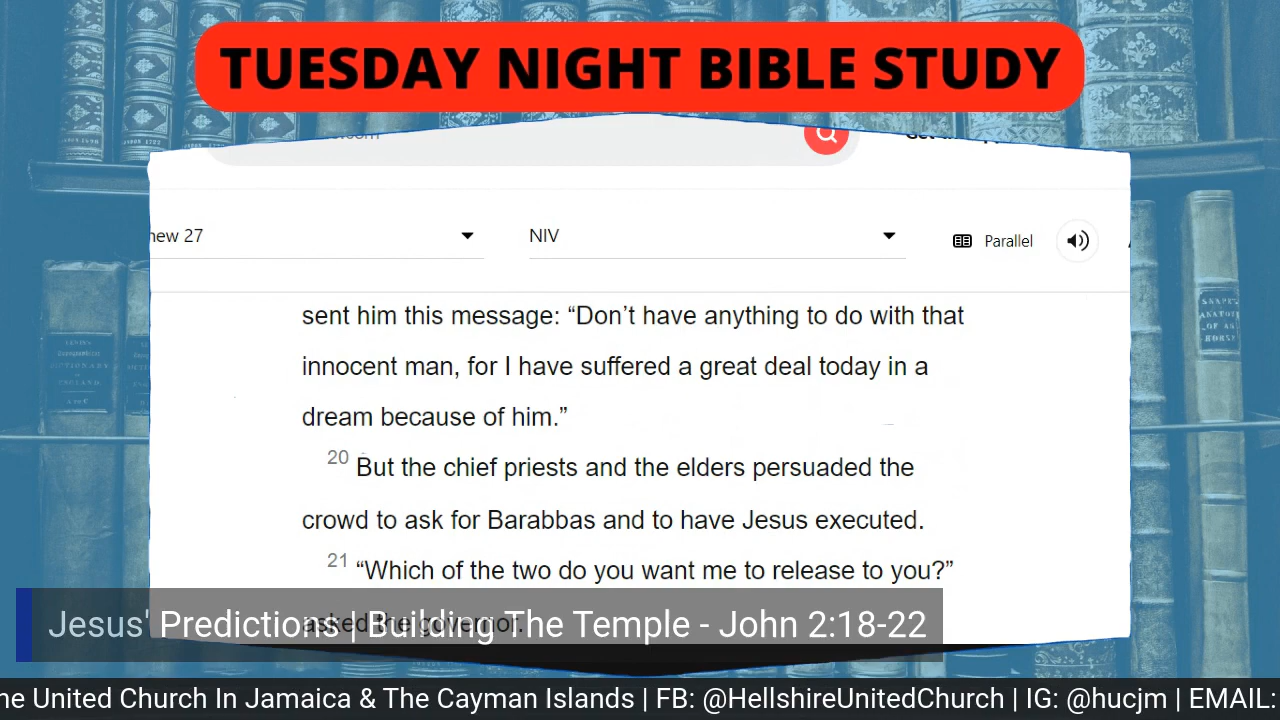 TUESDAY NIGHT BIBLE STUDY
new 27
NIV
Parallel
sent him this message: “Don’t have anything to do with that
innocent man, for I have suffered a great deal today in a
dream because of him.”
20 But the chief priests and the elders persuaded the
crowd to ask for Barabbas and to have Jesus executed.
21 “Which of the two do you want me to release to you?”
asked the governor.
Jesus' Predictions | Building The Temple - John 2:18-22
he United Church In Jamaica & The Cayman Islands | FB: @HellshireUnitedChurch | IG: @hucjm | EMAIL: